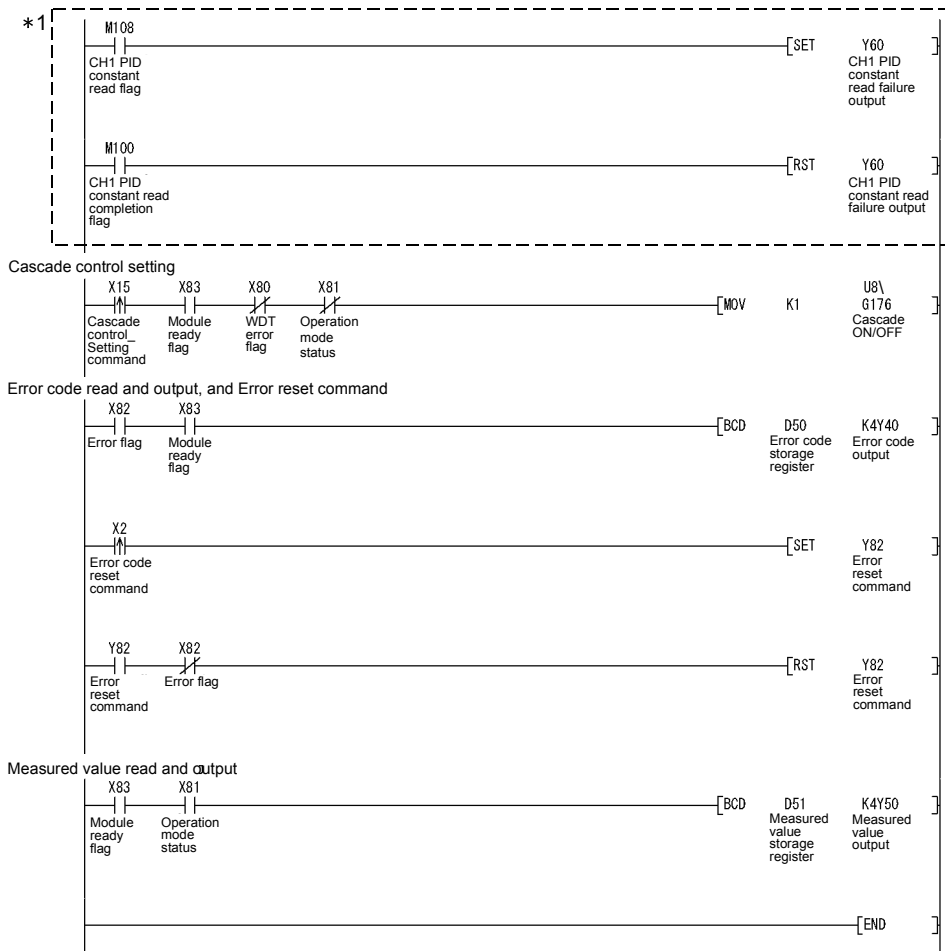 *1
M108
SET Y60
CH1 PID
constant
read flag
CH1 PID
constant
read failure
output
M100
RST Y60
CH1 PID
constant read
completion
flag
CH1 PID
constant read
failure output
Cascade control setting
X15 X83 X80 X81
MOV K1 U8\
G176
Cascade
control_
Setting
command
Module
ready
flag
WDT
error
flag
Operation
mode
status
Cascade
ON/OFF
Error code read and output, and Error reset command
X82 X83
BCD D50 K4Y40
Error flag
Module
ready
flag
Error code
storage
register
Error code
output
X2
SET Y82
Error code
reset
command
Error
reset
command
Y82 X82
RST Y82
Error
reset
command
Error flag
Error
reset
command
Measured value read and output
X83 X81
BCD D51 K4Y50
Module
ready
flag
Operation
mode
status
Measured
value
storage
register
Measured
value
output
END